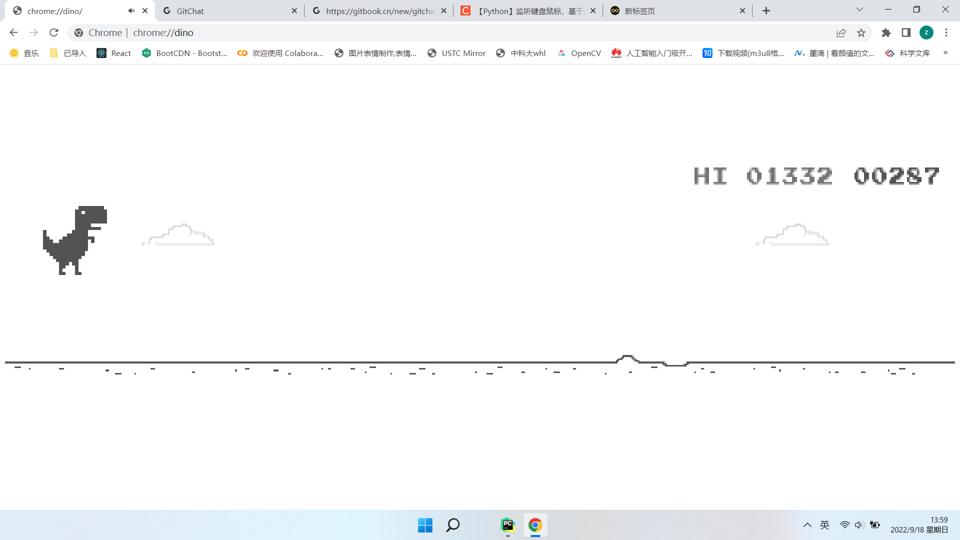 chrome://dino/
GitChat
https://gitbook.cn/new/gitcha
【Python】监听键盘鼠标，基于
新标签页
Chrome | chrome://dino
音乐
已导入
React
BootCDN - Bootst...
欢迎使用 Colabora...
图片表情制作,表情...
USTC Mirror
中科大whl
OpenCV
人工智能入门极开...
下载视频(m3u8格...
墨滴 | 看颜值的文...
科学文库
»
HI 01332 00287
英
13:59
2022/9/18 星期日